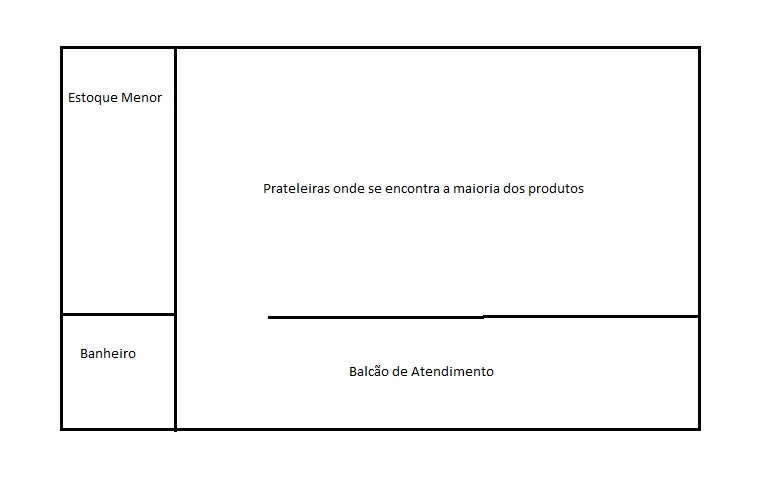 Estoque Menor
Prateleiras onde se encontra a maioria dos produtos
Banheiro
Balcão de Atendimento